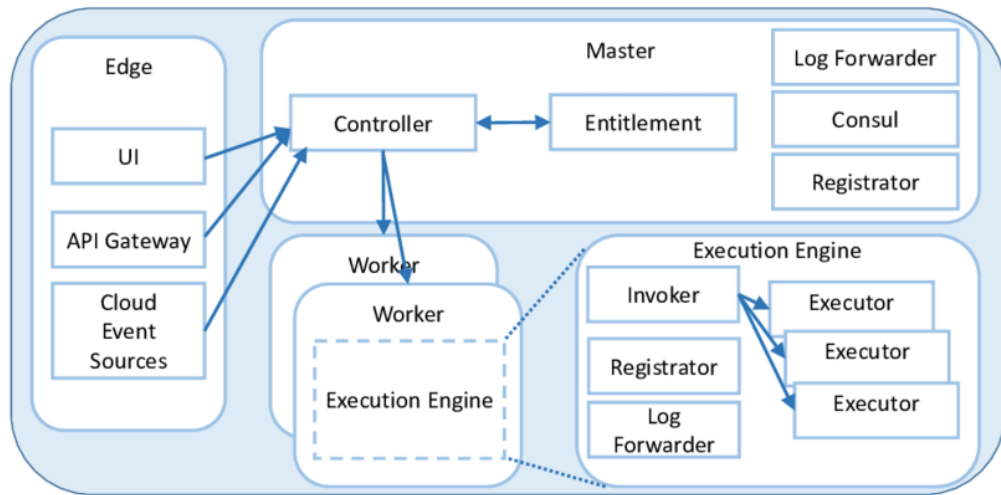 Edge
UI
API Gateway
Cloud
Event
Sources
Master
Controller
Entitlement
Log Forwarder
Consul
Registrator
Worker
Worker
Execution Engine
Execution Engine
Invoker
Registrator
Log
Forwarder
Executor
Executor
Executor